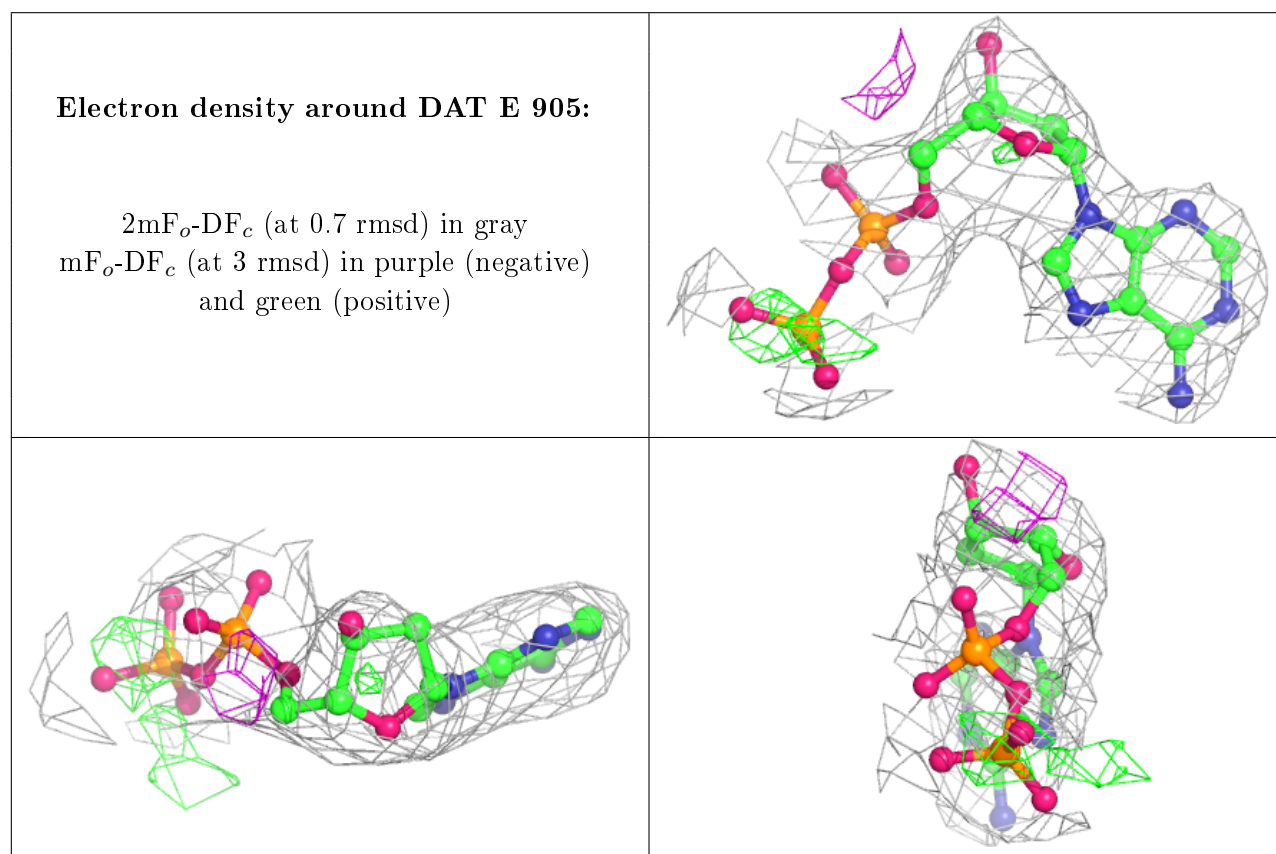 Electron density around DAT E 905:
2mFo-DFc (at 0.7 rmsd) in gray
mFo-DFc (at 3 rmsd) in purple (negative)
and green (positive)